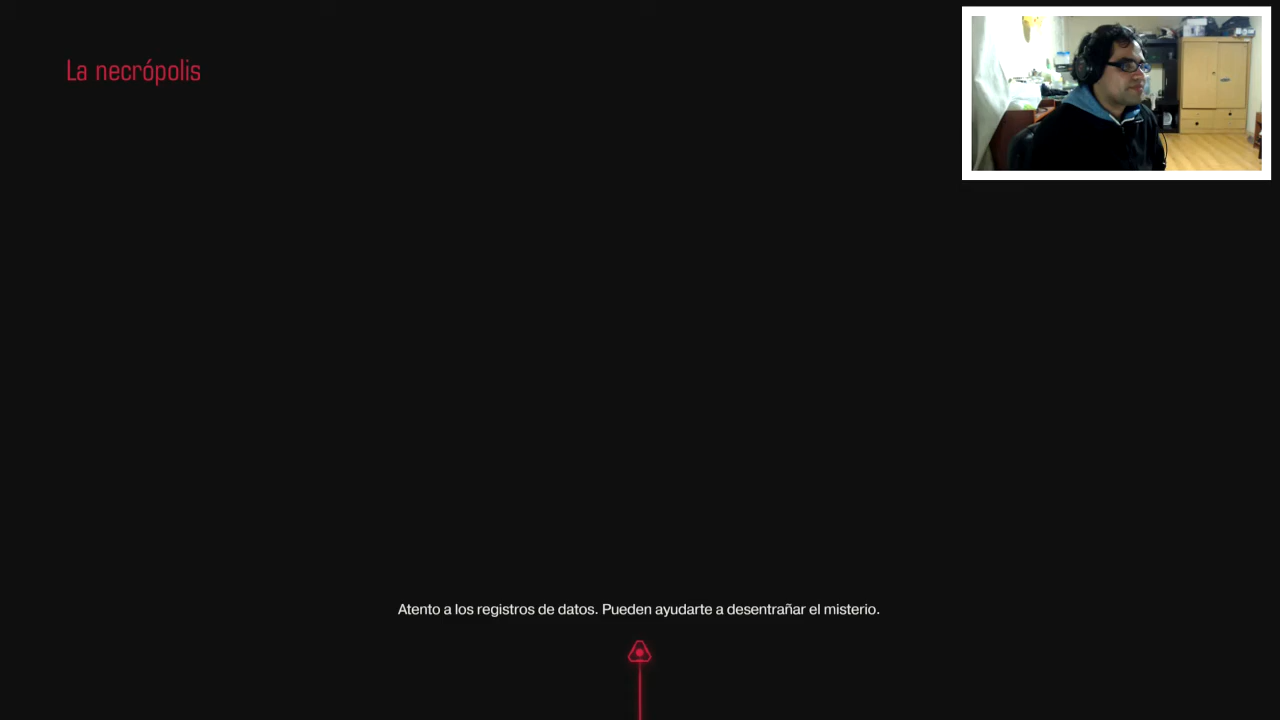 La necrópolis
Atento a los registros de datos. Pueden ayudarte a desentrañar el misterio.